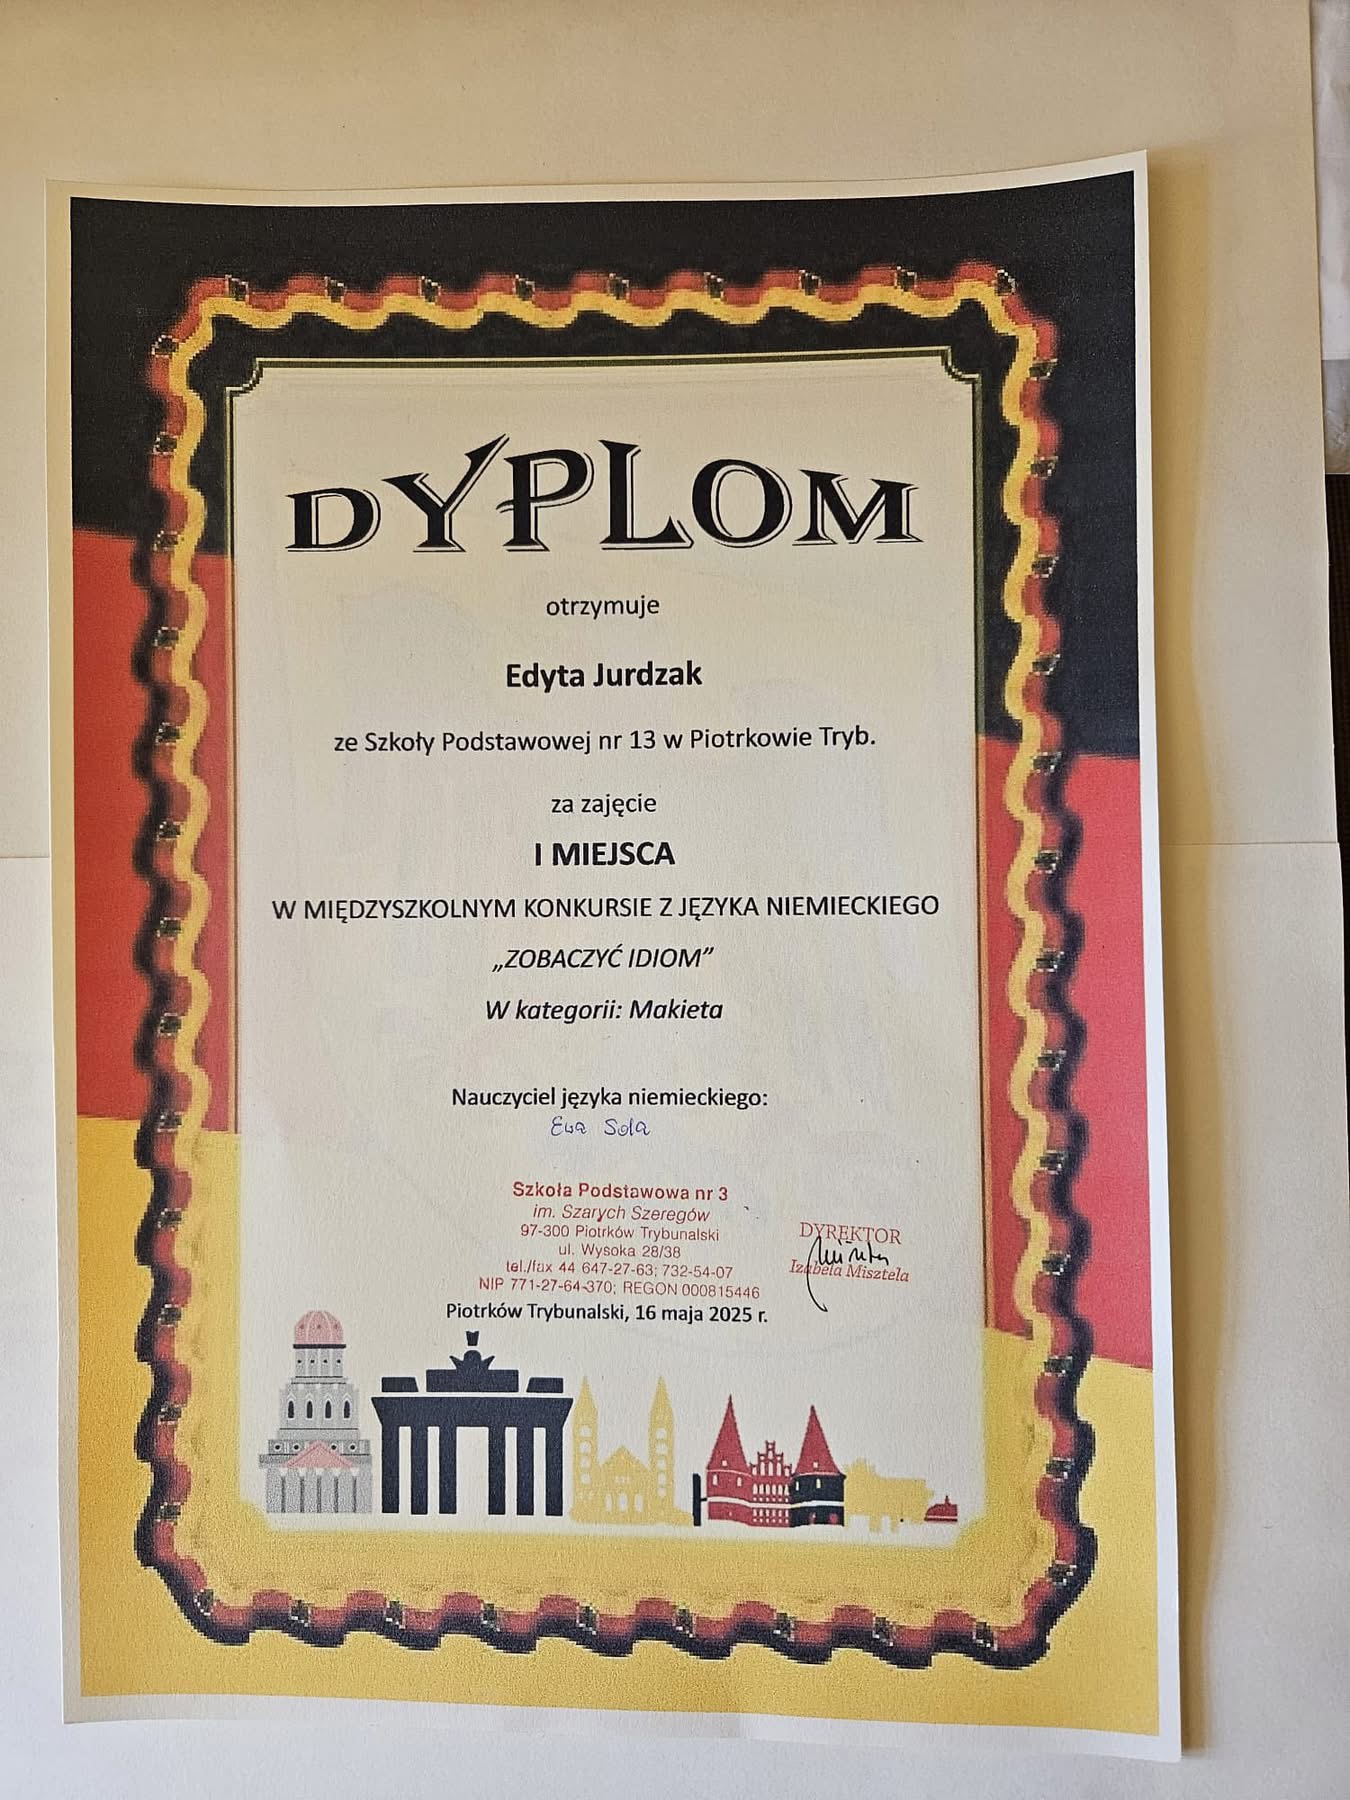 DYPLOM
otrzymuje
Edyta Jurdzak
ze Szkoły Podstawowej nr 13 w Piotrkowie Tryb.
za zajęcie
I MIEJSCA
W MIĘDZYSZKOLNYM KONKURSIE Z JĘZYKA NIEMIECKIEGO
„ZOBACZYĆ IDIOM”
W kategorii: Makieta
Nauczyciel języka niemieckiego:
Ewa Sola
Szkoła Podstawowa nr 3
im. Szarych Szeregów
97-300 Piotrków Trybunalski
ul. Wysoka 28/38
tel./fax 44 647-27-63; 732-54-07
NIP 771-27-64-370; REGON 000815446
DYREKTOR
Izabela Misztela
Piotrków Trybunalski, 16 maja 2025 r.